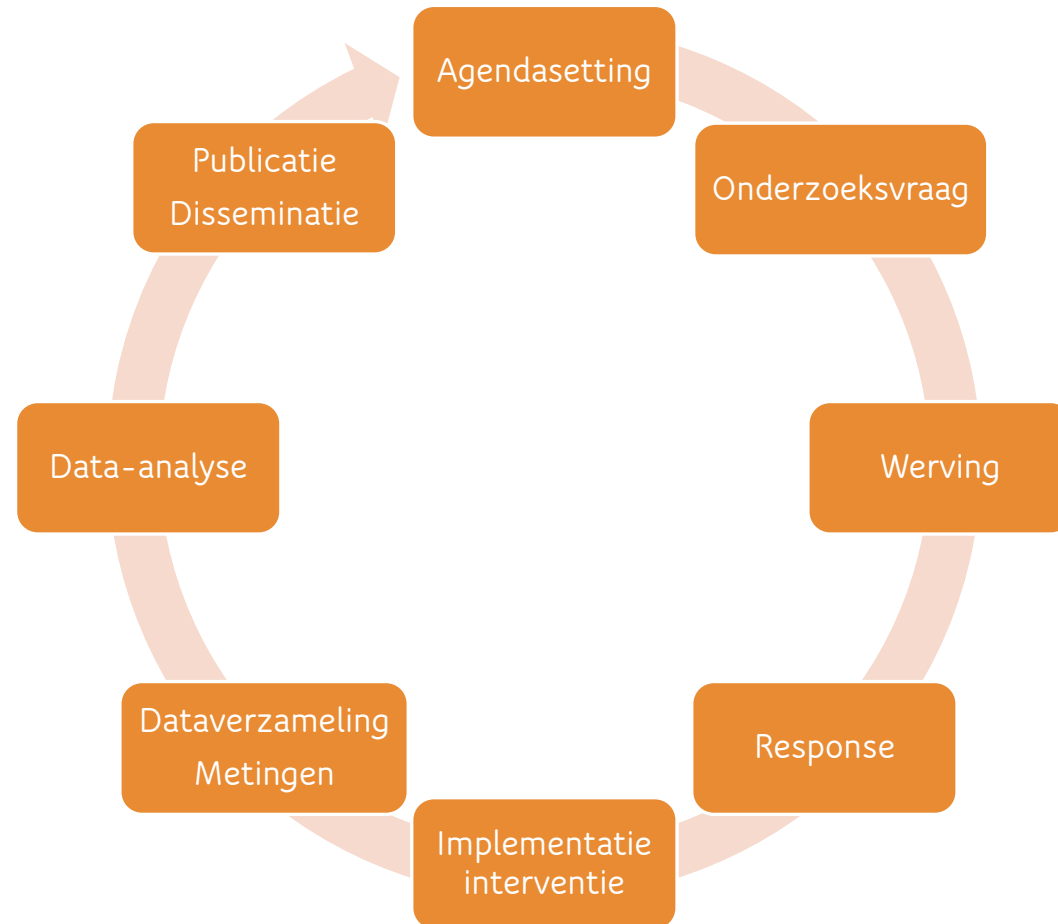 Agendasetting
Onderzoeksvraag
Werving
Response
Implementatie
interventie
Dataverzameling
Metingen
Data-analyse
Publicatie
Disseminatie